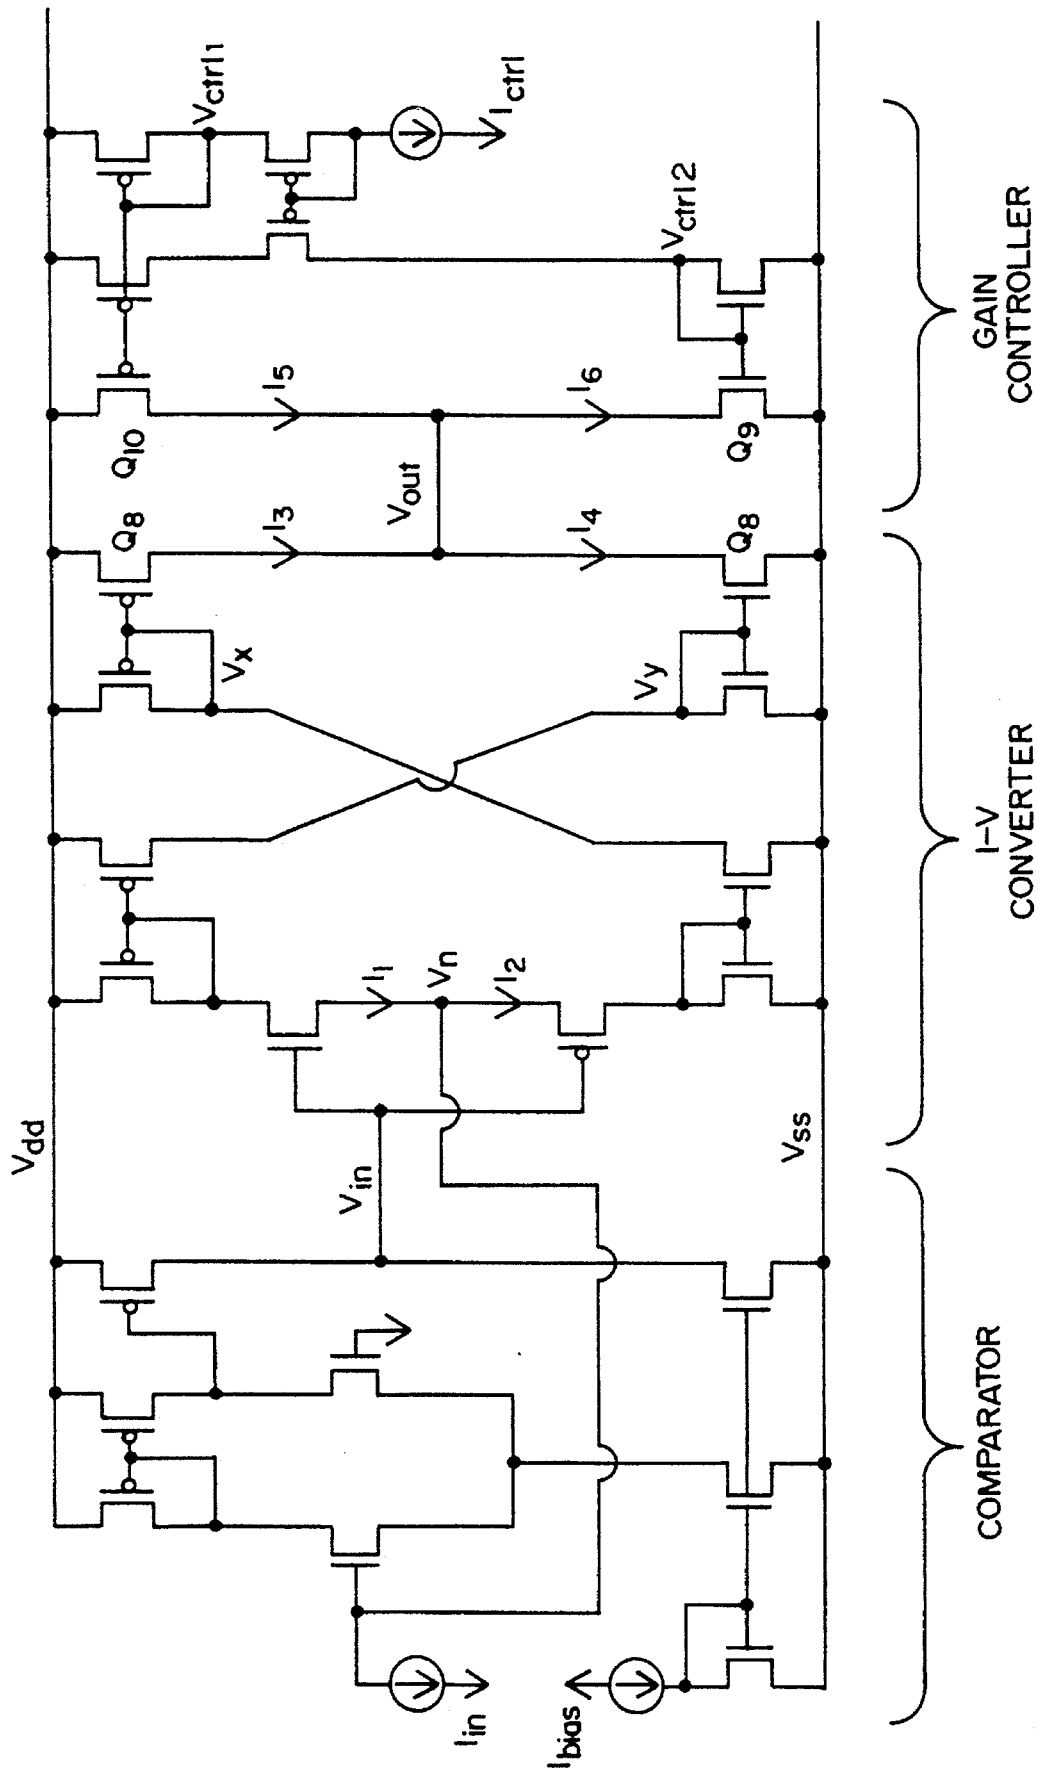 Vdd
Vctrl1
Ictrl
Vctrl2
I5
I6
Q10
Q9
Vout
Q8
I3
I4
Q8
Vx
Vy
I1
Vn
I2
Vin
Vss
Iin
Ibias
GAIN
CONTROLLER
I-V
CONVERTER
COMPARATOR